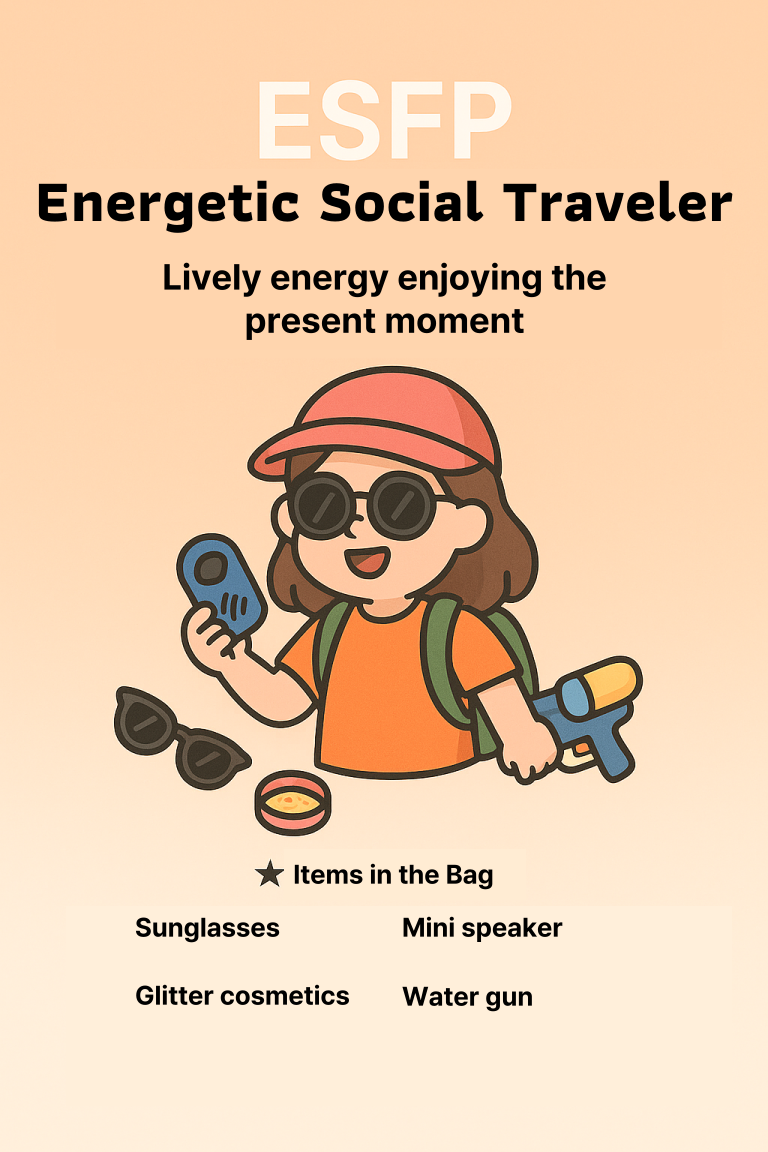 ESFP
Energetic Social Traveler
Lively energy enjoying the
present moment
★ Items in the Bag
Sunglasses
Mini speaker
Glitter cosmetics
Water gun